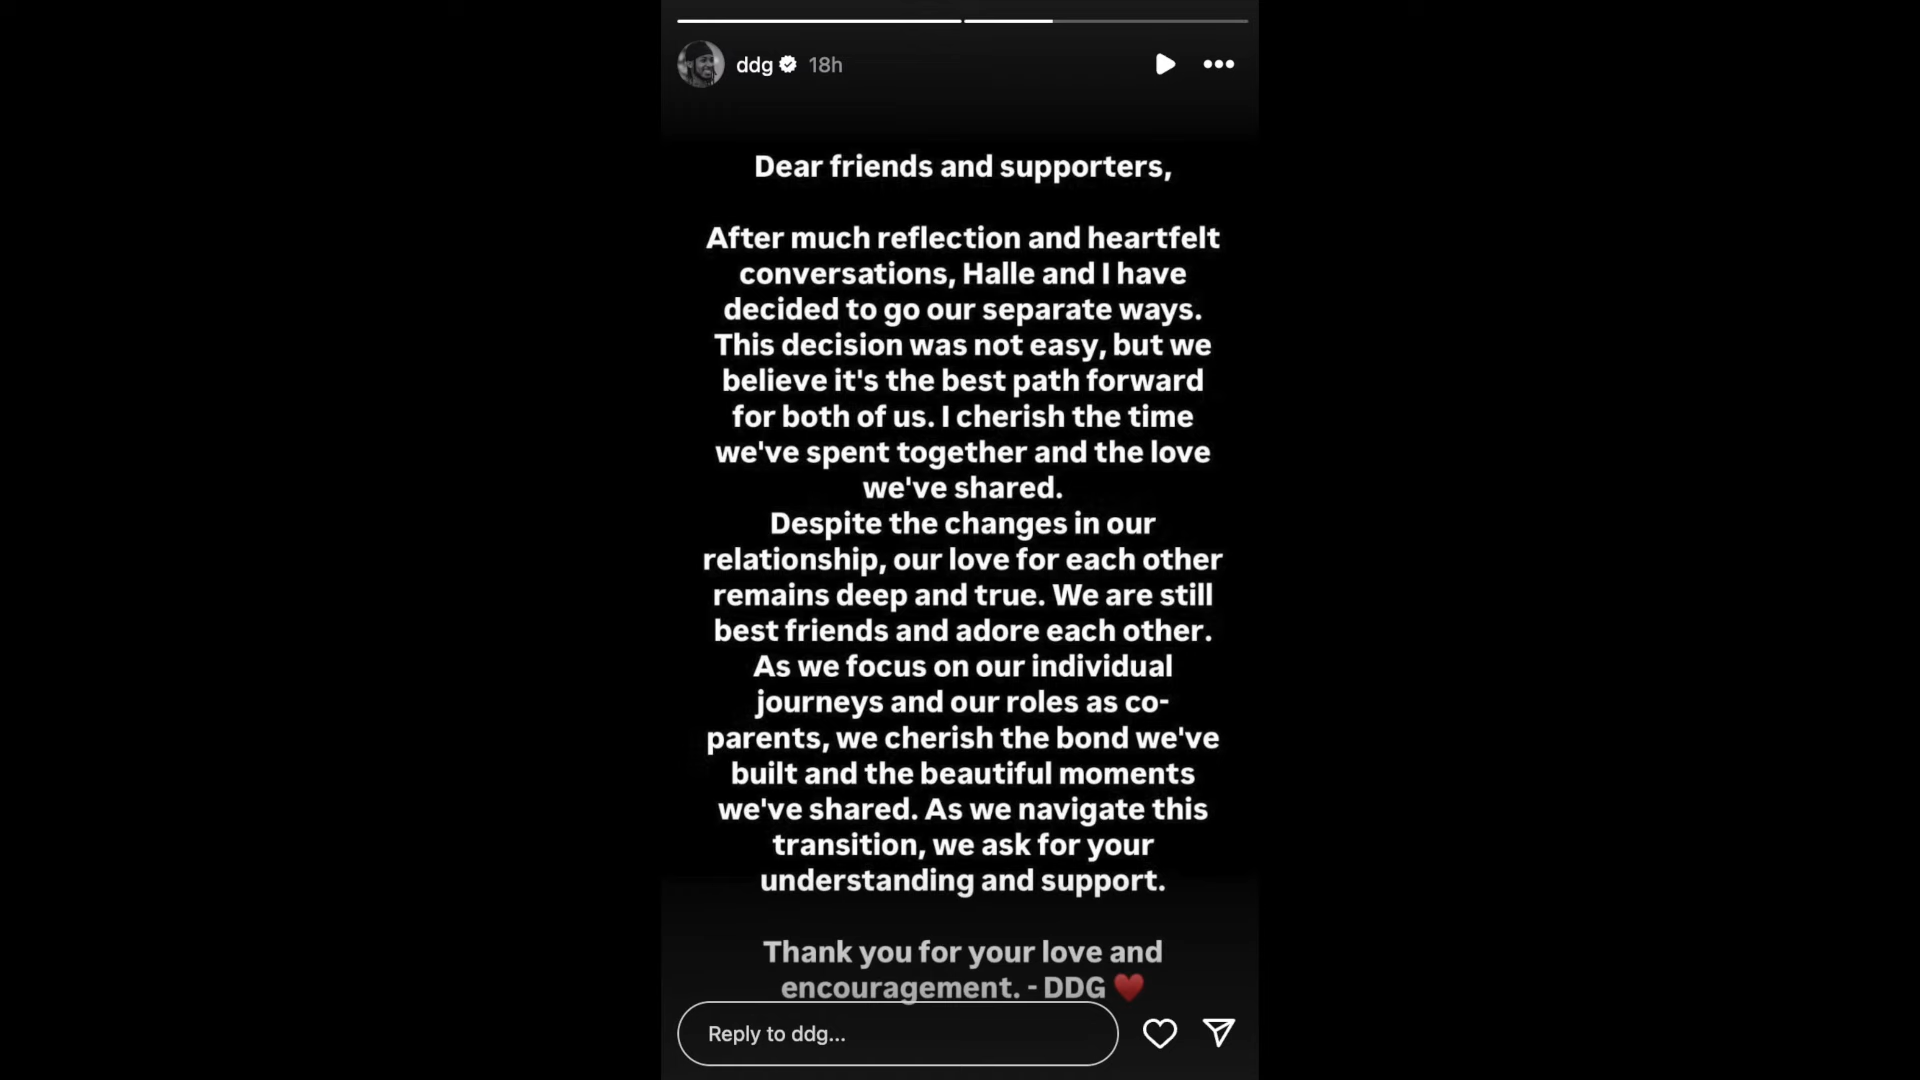 ddg 18h
Dear friends and supporters,
After much reflection and heartfelt
conversations, Halle and I have
decided to go our separate ways.
This decision was not easy, but we
believe it's the best path forward
for both of us. I cherish the time
we've spent together and the love
we've shared.
Despite the changes in our
relationship, our love for each other
remains deep and true. We are still
best friends and adore each other.
As we focus on our individual
journeys and our roles as co-
parents, we cherish the bond we've
built and the beautiful moments
we've shared. As we navigate this
transition, we ask for your
understanding and support.
Thank you for your love and
encouragement. - DDG ♥️
Reply to ddg...